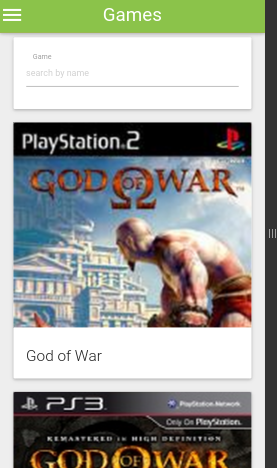 Games
Game
search by name
PlayStation.2
GOD OF WAR
God of War
PS3
PlayStation Network
Only On PlayStation.
REMASTERED IN HIGH DEFINITION
GOD OF WAR